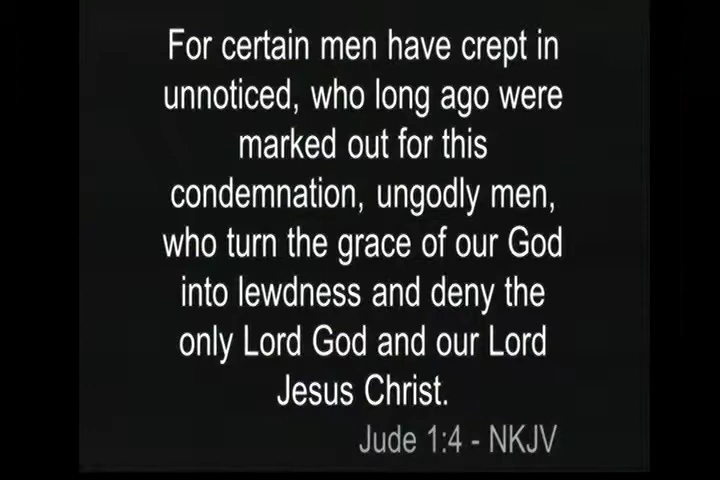 For certain men have crept in
unnoticed, who long ago were
marked out for this
condemnation, ungodly men,
who turn the grace of our God
into lewdness and deny the
only Lord God and our Lord
Jesus Christ.
Jude 1:4 - NKJV